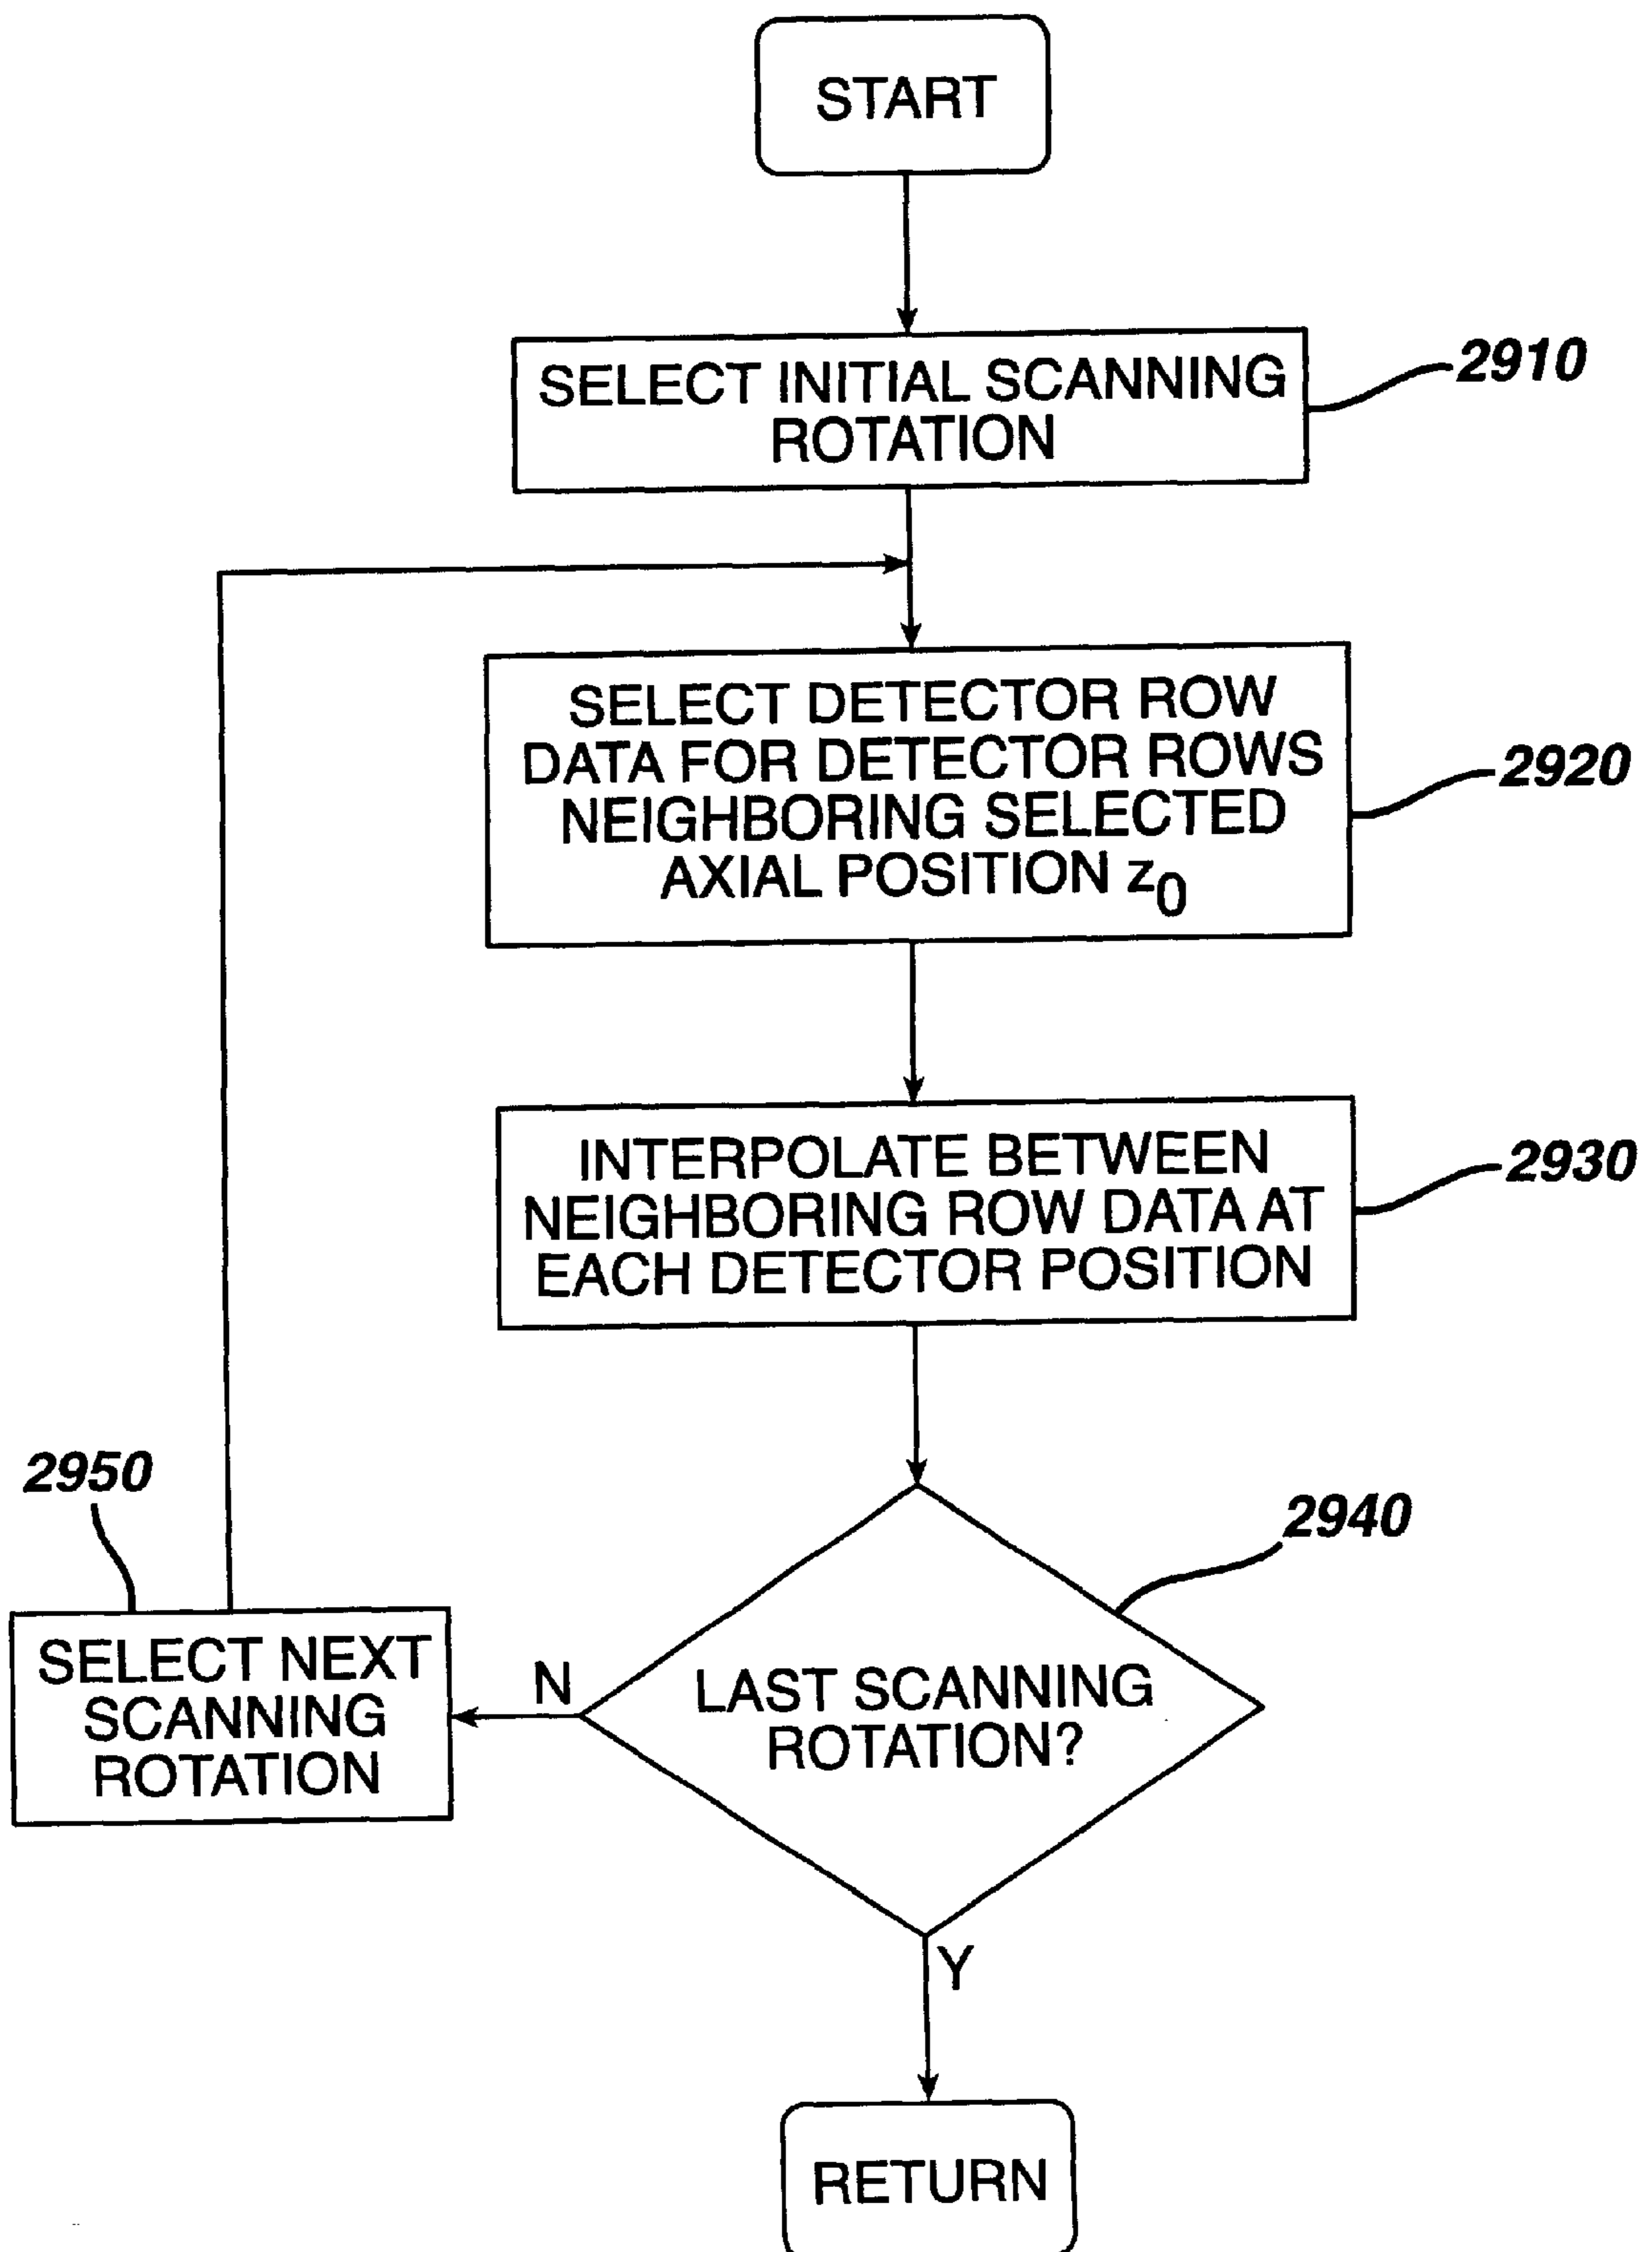 START
SELECT INITIAL SCANNING
ROTATION
2910
SELECT DETECTOR ROW
DATA FOR DETECTOR ROWS
NEIGHBORING SELECTED
AXIAL POSITION z0
2920
INTERPOLATE BETWEEN
NEIGHBORING ROW DATA AT
EACH DETECTOR POSITION
2930
2950
2940
SELECT NEXT
SCANNING
ROTATION
N
LAST SCANNING
ROTATION?
Y
RETURN